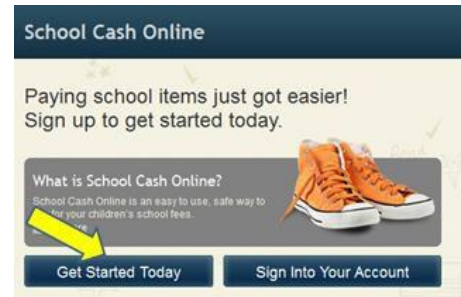 School Cash Online
Paying school items just got easier!
Sign up to get started today.
What is School Cash Online?
School Cash Online is an easy to use, safe way to
for your children's school fees.
Get Started Today
Sign Into Your Account